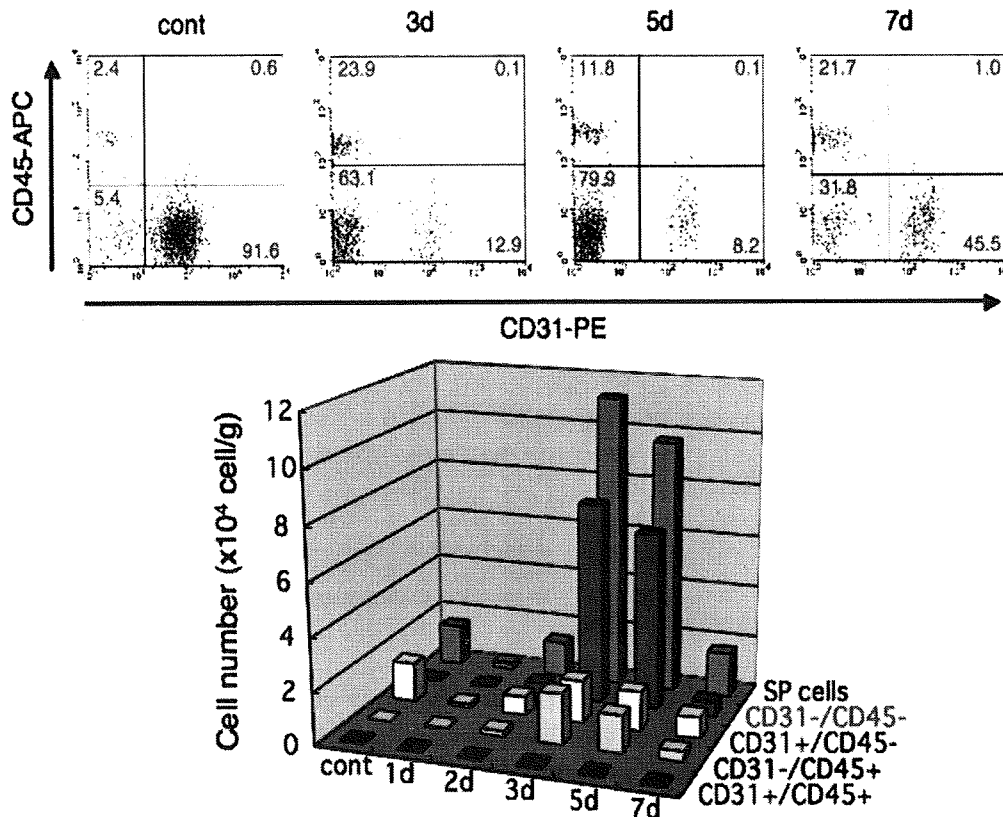 cont 3d 5d 7d
CD45-APC
2.4 0.6
5.4
91.6
23.9 0.1
63.1
12.9
11.8 0.1
79.9
8.2
21.7 1.0
31.8
45.5
CD31-PE
Cell number (x10⁴ cell/g)
12
10
8
6
4
2
0
cont 1d 2d 3d 5d 7d
SP cells
CD31-/CD45-
CD31+/CD45-
CD31-/CD45+
CD31+/CD45+